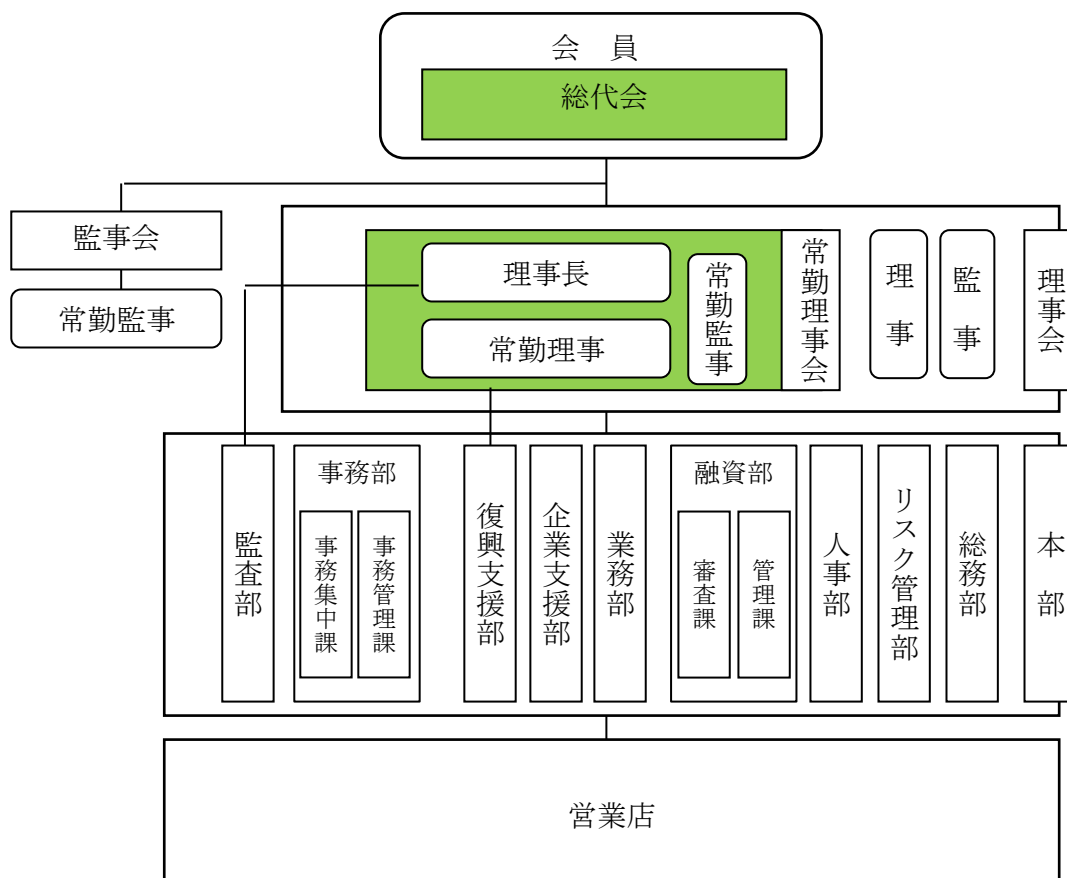 会　員
総代会
監事会
常勤監事
理事長
常勤理事
常勤監事
常勤理事会
理　事
監　事
理事会
監査部
事務部
事務集中課
事務管理課
復興支援部
企業支援部
業務部
融資部
審査課
管理課
人事部
リスク管理部
総務部
本　部
営業店